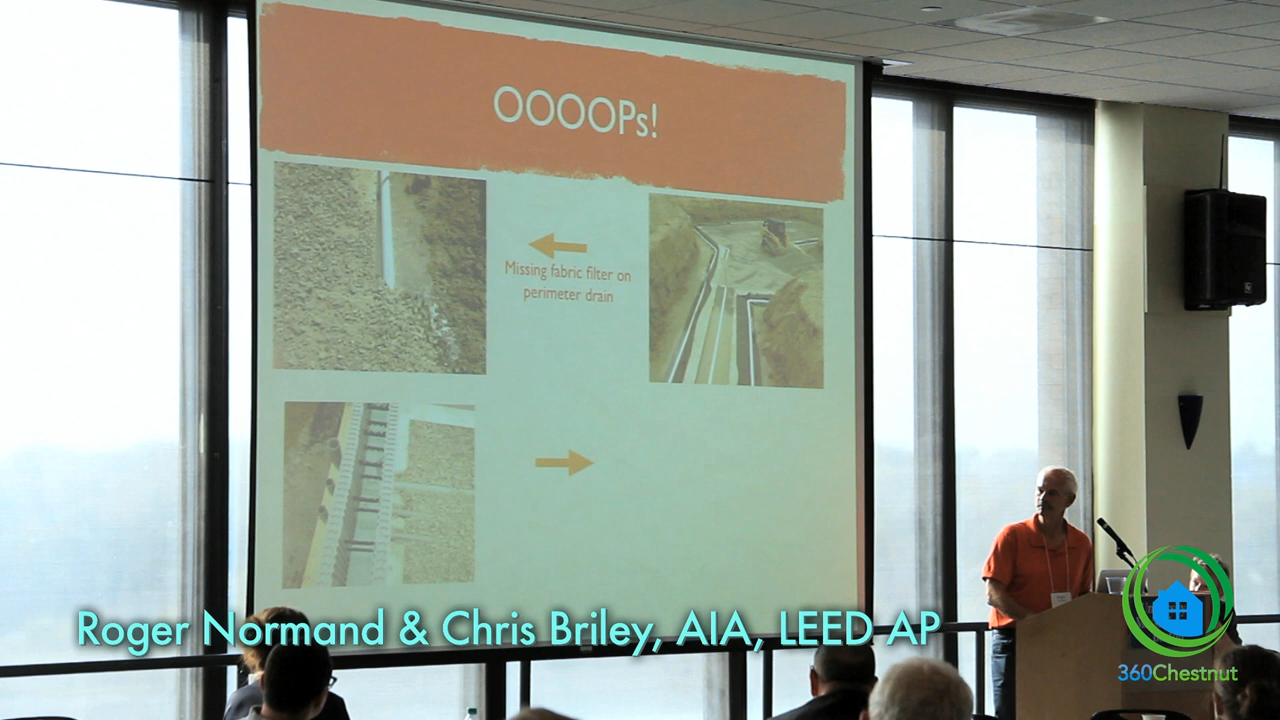 OOOOPs!
Missing fabric filter on
perimeter drain
Roger Normand & Chris Briley, AIA, LEED AP
360Chestnut